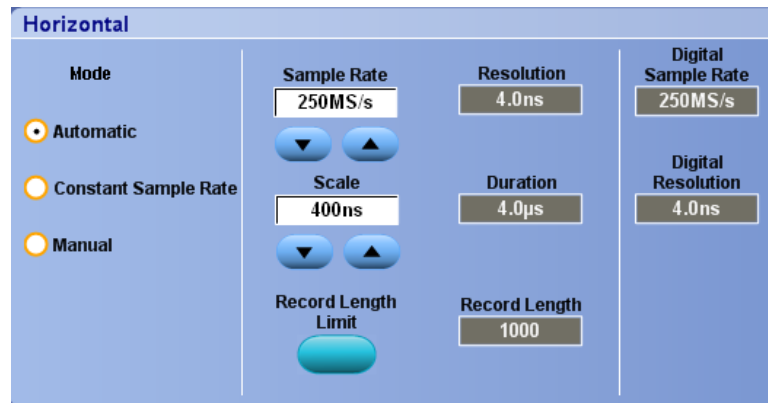 Horizontal
Mode
Automatic
Constant Sample Rate
Manual
Sample Rate
250MS/s
Scale
400ns
Record Length
Limit
Resolution
4.0ns
Duration
4.0µs
Record Length
1000
Digital
Sample Rate
250MS/s
Digital
Resolution
4.0ns